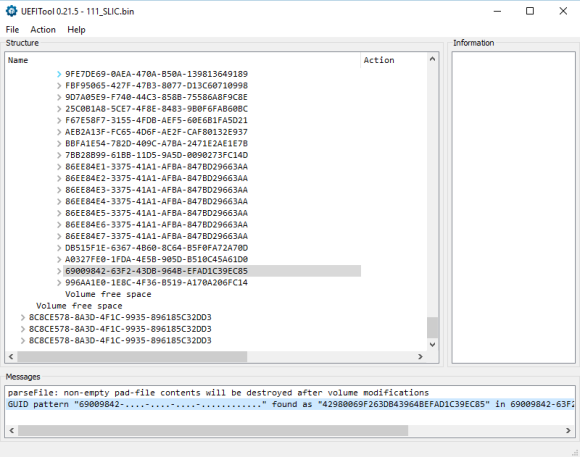 UEFITool 0.21.5 - 111_SLIC.bin
File Action Help
Structure
Information
Name Action
9FE7DE69-0AEA-470A-B50A-139813649189
FBF95065-427F-47B3-8077-D13C60710998
9D7A05E9-F740-44C3-858B-75586A8F9C8E
25C0B1A8-5CE7-4F8E-8483-9B0F6FAB60BC
F67E58F7-3155-4FDB-AEF5-60E6B1FA5D21
AEB2A13F-FC65-4D6F-AE2F-CAF80132E937
BBFA1E54-782D-409C-A7BA-2471E2AE1E7B
7BB28B99-61BB-11D5-9A5D-0090273FC14D
86EE84E1-3375-41A1-AFBA-847BD29663AA
86EE84E2-3375-41A1-AFBA-847BD29663AA
86EE84E3-3375-41A1-AFBA-847BD29663AA
86EE84E4-3375-41A1-AFBA-847BD29663AA
86EE84E5-3375-41A1-AFBA-847BD29663AA
86EE84E6-3375-41A1-AFBA-847BD29663AA
86EE84E7-3375-41A1-AFBA-847BD29663AA
DB515F1E-6367-4B60-8C64-B5F0FA72A70D
A0327FE0-1FDA-4E5B-905D-B510C45A61D0
69009842-63F2-43DB-964B-EFAD1C39EC85
996AA1E0-1E8C-4F36-B519-A170A206FC14
Volume free space
Volume free space
8C8CE578-8A3D-4F1C-9935-896185C32DD3
8C8CE578-8A3D-4F1C-9935-896185C32DD3
8C8CE578-8A3D-4F1C-9935-896185C32DD3
Messages
parseFile: non-empty pad-file contents will be destroyed after volume modifications
GUID pattern "69009842-....-....-....-............" found as "42980069F263DB43964BEFAD1C39EC85" in 69009842-63F2